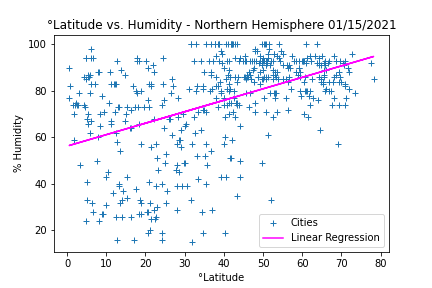 °Latitude vs. Humidity - Northern Hemisphere 01/15/2021
100
80
60
40
20
% Humidity
0 10 20 30 40 50 60 70 80
°Latitude
Cities
Linear Regression